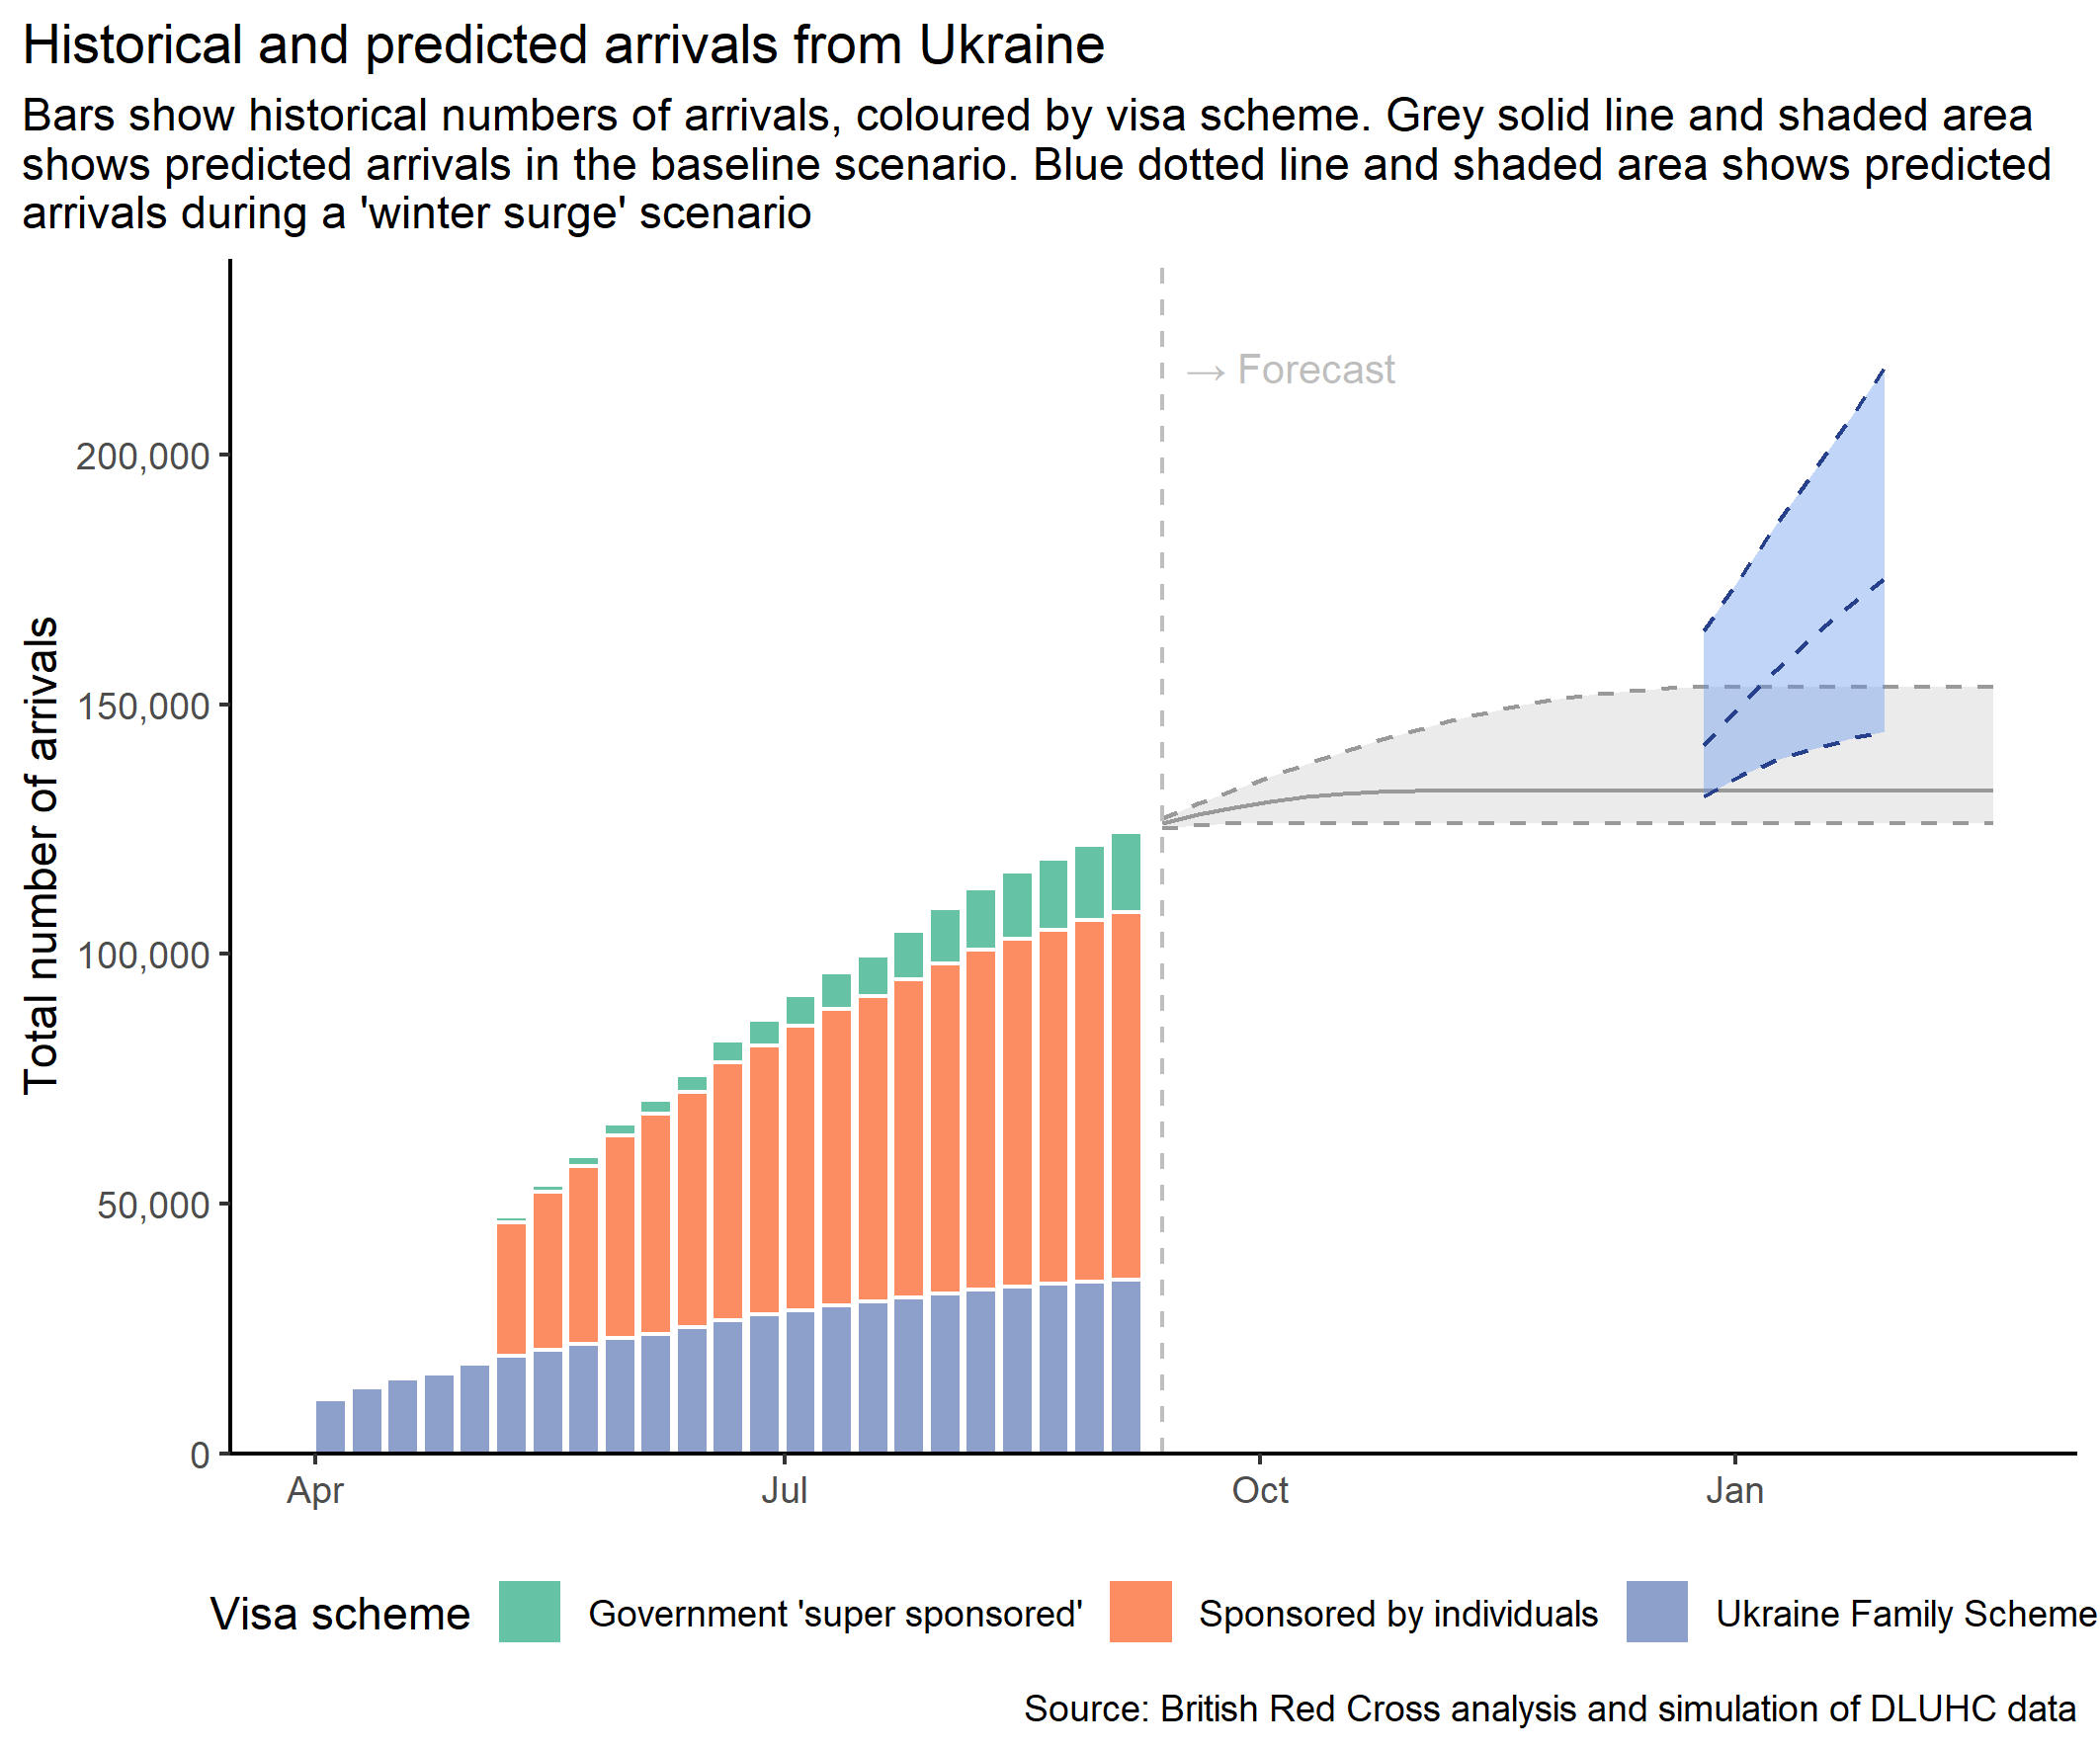 Historical and predicted arrivals from Ukraine
Bars show historical numbers of arrivals, coloured by visa scheme. Grey solid line and shaded area
shows predicted arrivals in the baseline scenario. Blue dotted line and shaded area shows predicted
arrivals during a 'winter surge' scenario
→ Forecast
Total number of arrivals
200,000
150,000
100,000
50,000
0
Apr Jul Oct Jan
Visa scheme Government 'super sponsored' Sponsored by individuals Ukraine Family Scheme
Source: British Red Cross analysis and simulation of DLUHC data